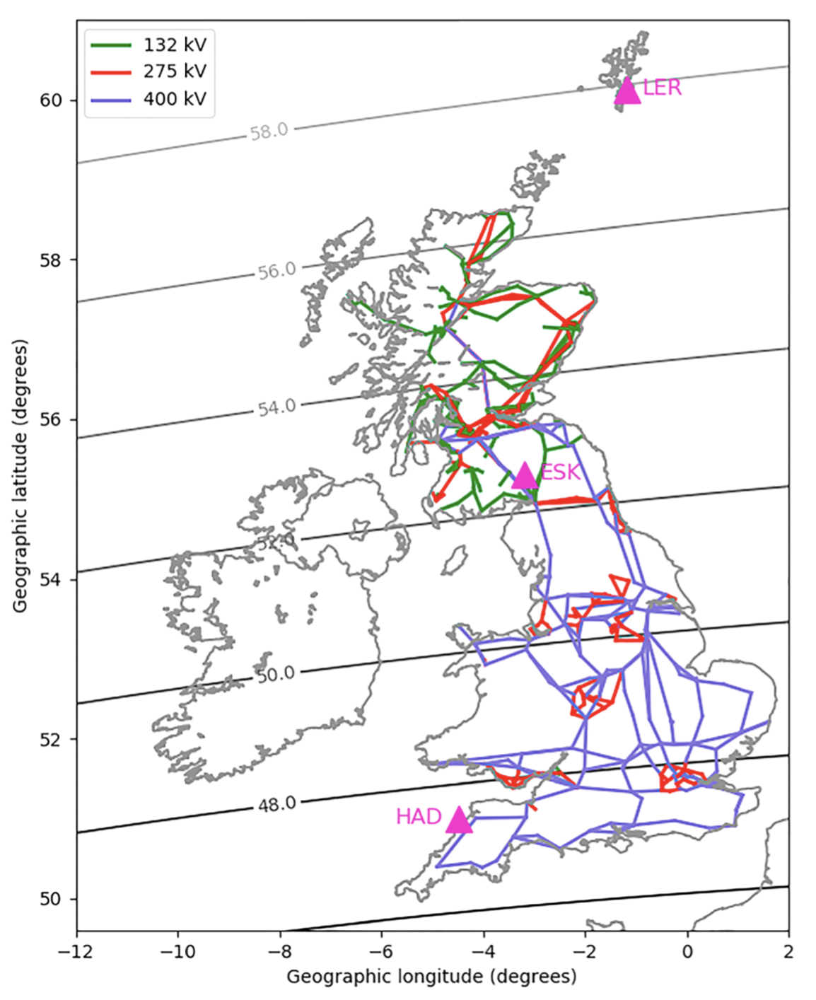 132 kV
275 kV
400 kV
LER
58.0
56.0
54.0
ESK
52.0
50.0
48.0
HAD
60
58
56
54
52
50
Geographic latitude (degrees)
−12
−10
−8
−6
−4
−2
0
2
Geographic longitude (degrees)